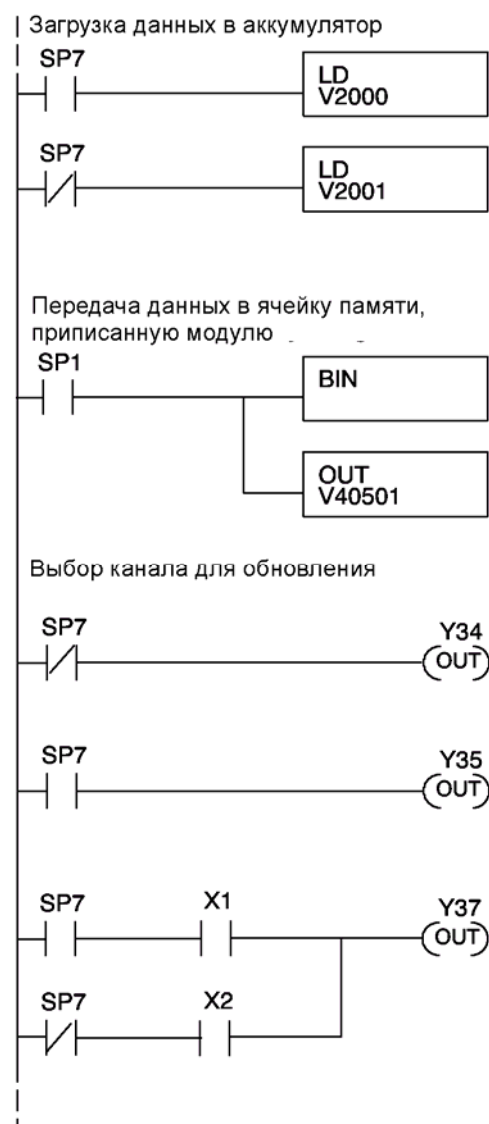 Загрузка данных в аккумулятор
SP7
LD
V2000
SP7
LD
V2001
Передача данных в ячейку памяти,
приписанную модулю
SP1
BIN
OUT
V40501
Выбор канала для обновления
SP7
Y34
OUT
SP7
Y35
OUT
SP7
X1
Y37
OUT
SP7
X2